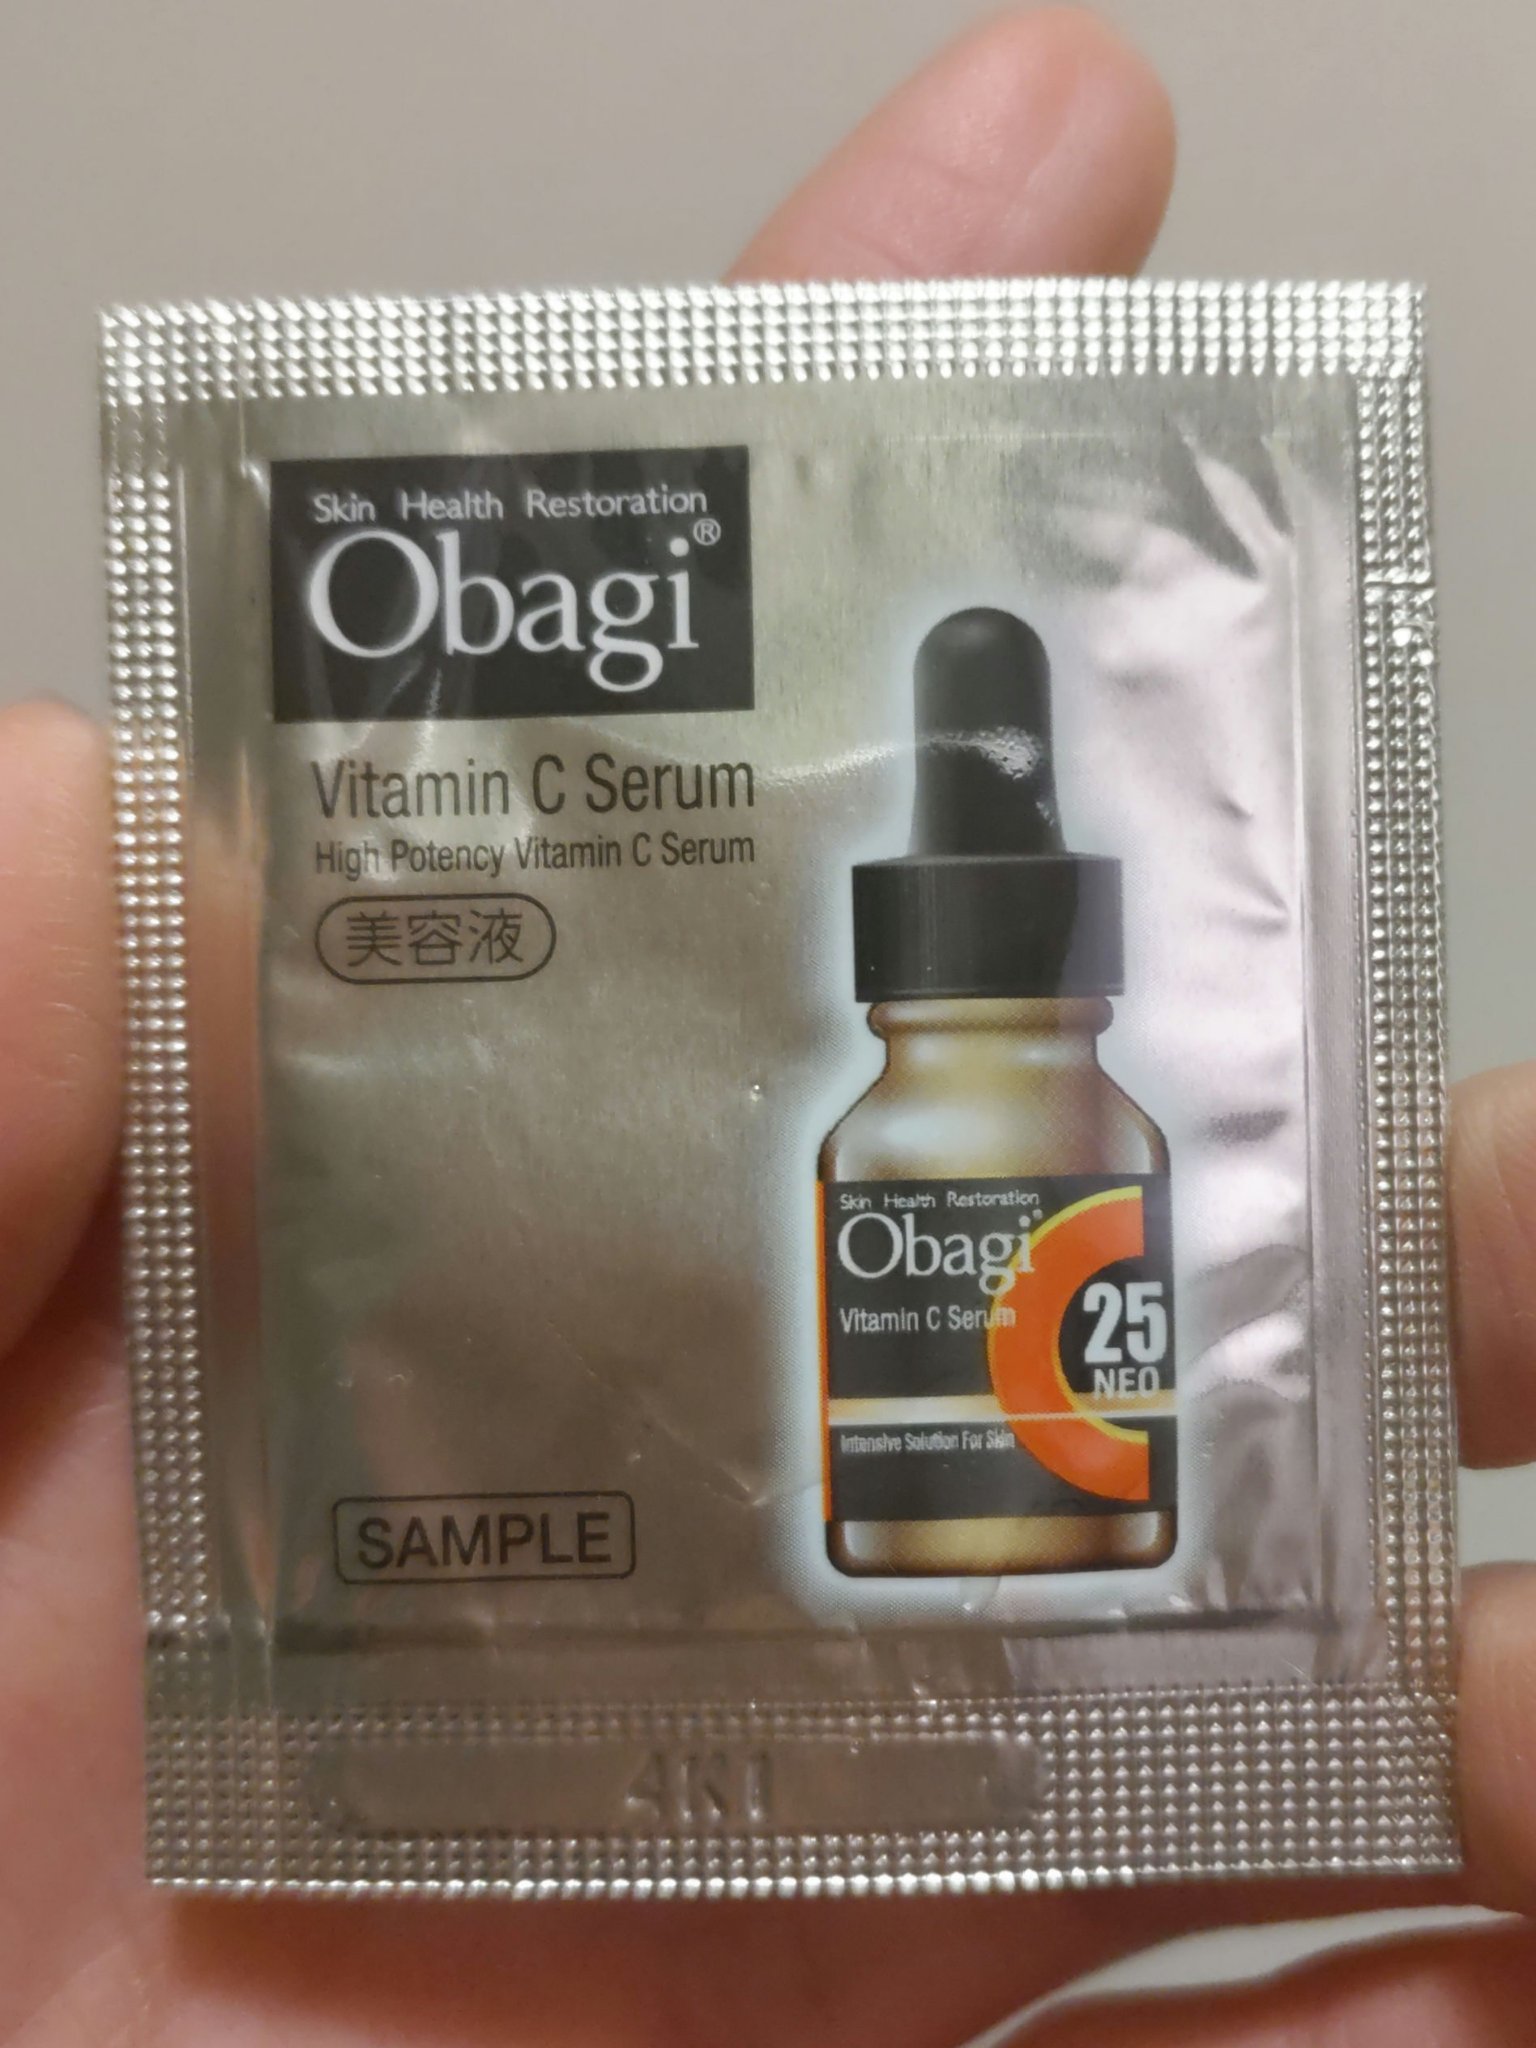 Skin Health Restoration
Obagi®
Vitamin C Serum
High Potency Vitamin C Serum
美容液
Skin Health Restoration
Obagi®
Vitamin C Serum
C
25
NEO
Intensive Solution For Skin
SAMPLE